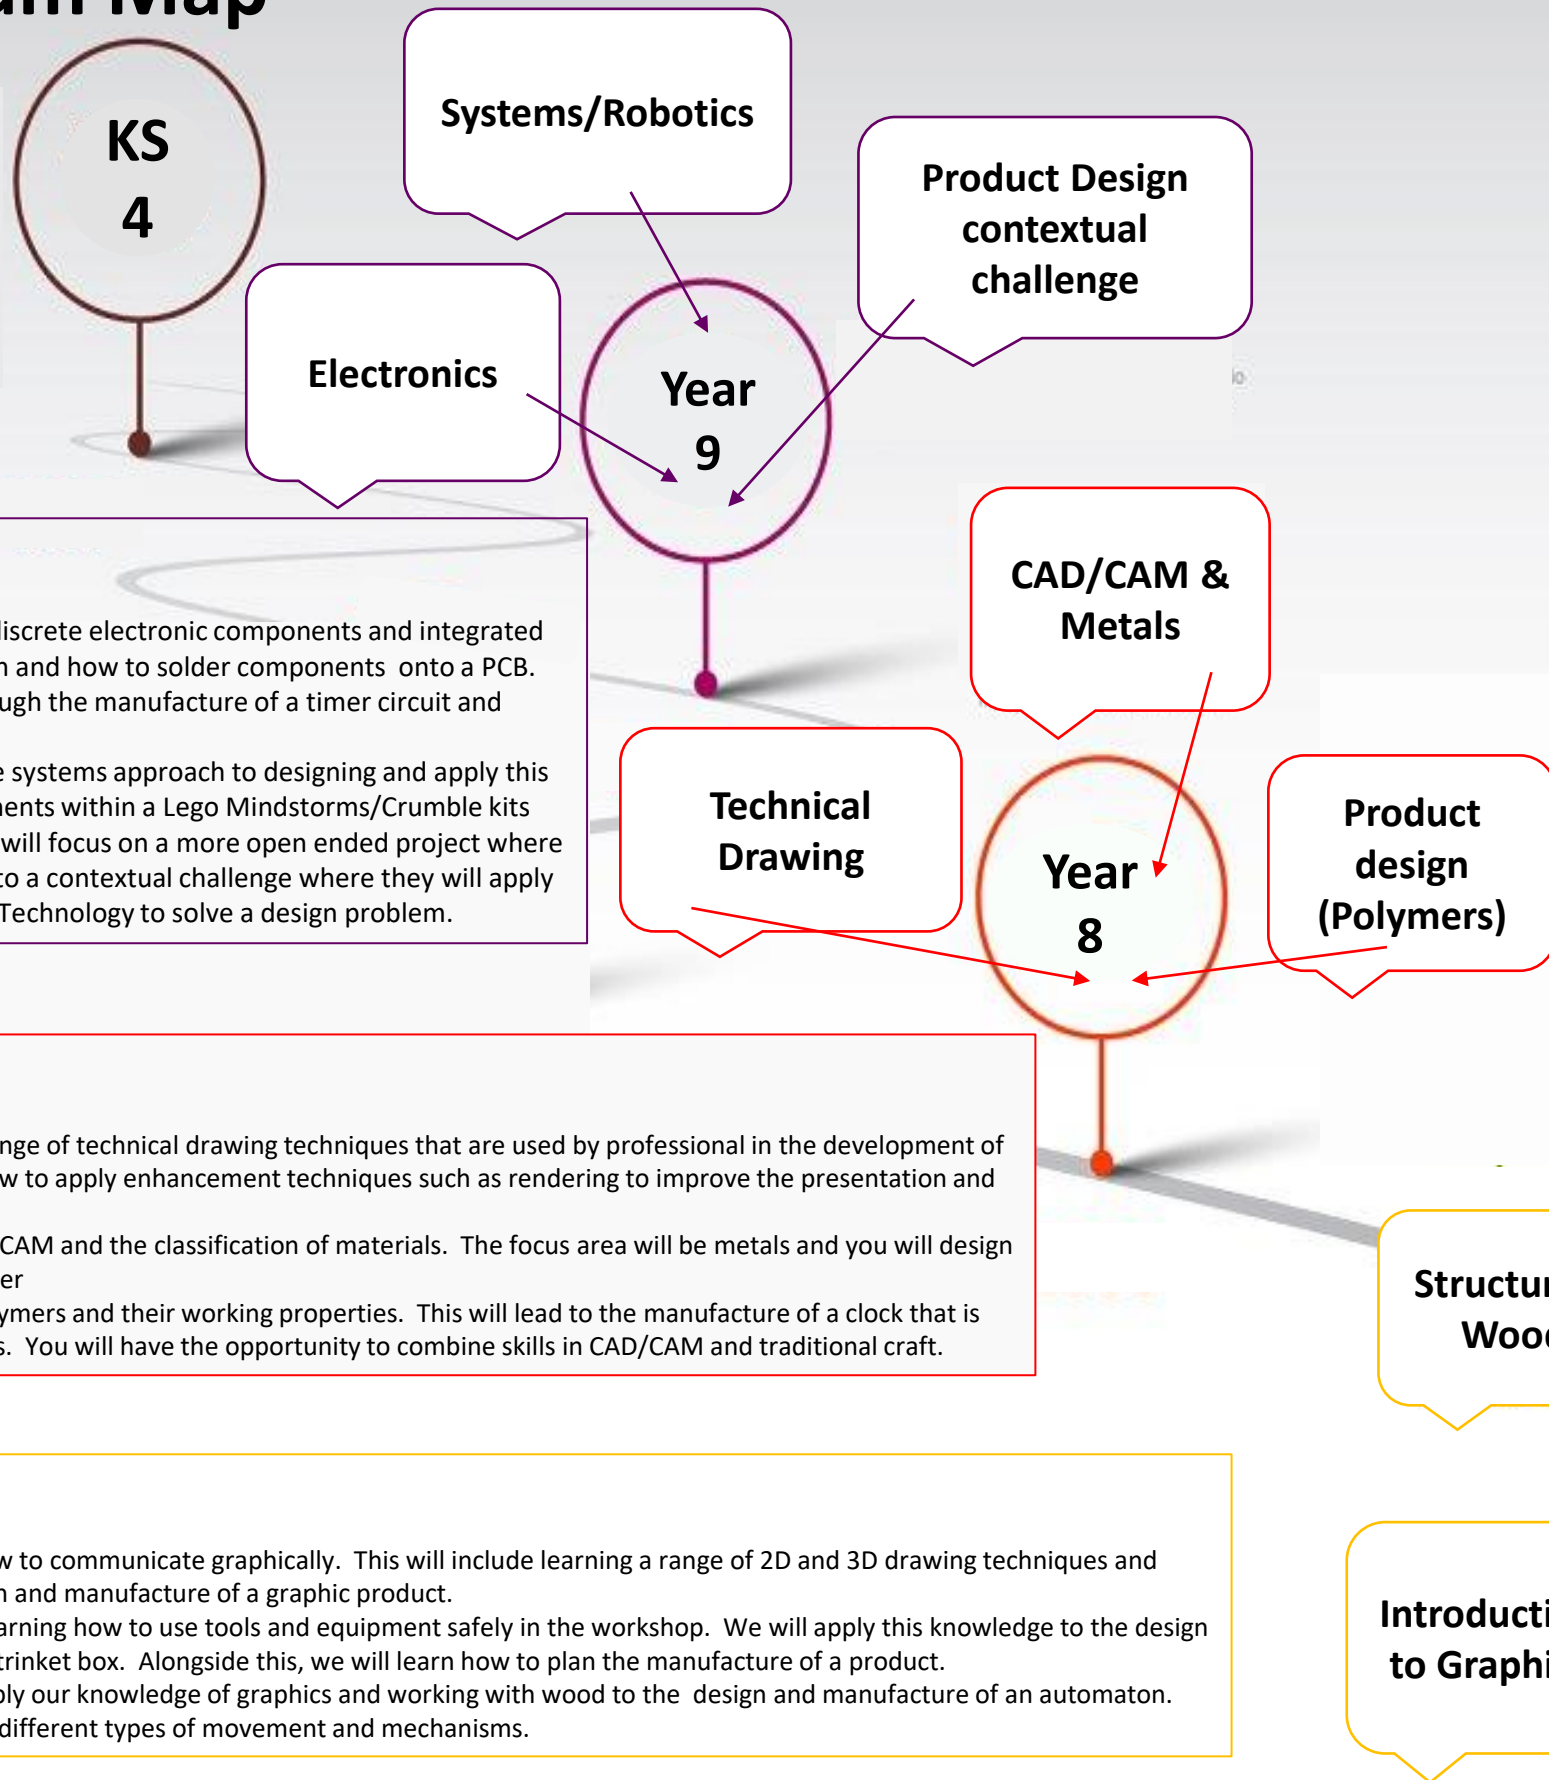 Map
KS
4
Systems/Robotics
Product Design
contextual
challenge
Electronics
Year
9
CAD/CAM &
Metals
discrete electronic components and integrated
and how to solder components onto a PCB.
the manufacture of a timer circuit and
systems approach to designing and apply this
within a Lego Mindstorms/Crumble kits
will focus on a more open ended project where
to a contextual challenge where they will apply
Technology to solve a design problem.
Technical
Drawing
Year
8
Product
design
(Polymers)
of technical drawing techniques that are used by professional in the development of
to apply enhancement techniques such as rendering to improve the presentation and
CAM and the classification of materials. The focus area will be metals and you will design
and their working properties. This will lead to the manufacture of a clock that is
You will have the opportunity to combine skills in CAD/CAM and traditional craft.
to communicate graphically. This will include learning a range of 2D and 3D drawing techniques and
and manufacture of a graphic product.
how to use tools and equipment safely in the workshop. We will apply this knowledge to the design
trinket box. Alongside this, we will learn how to plan the manufacture of a product.
our knowledge of graphics and working with wood to the design and manufacture of an automaton.
different types of movement and mechanisms.
to